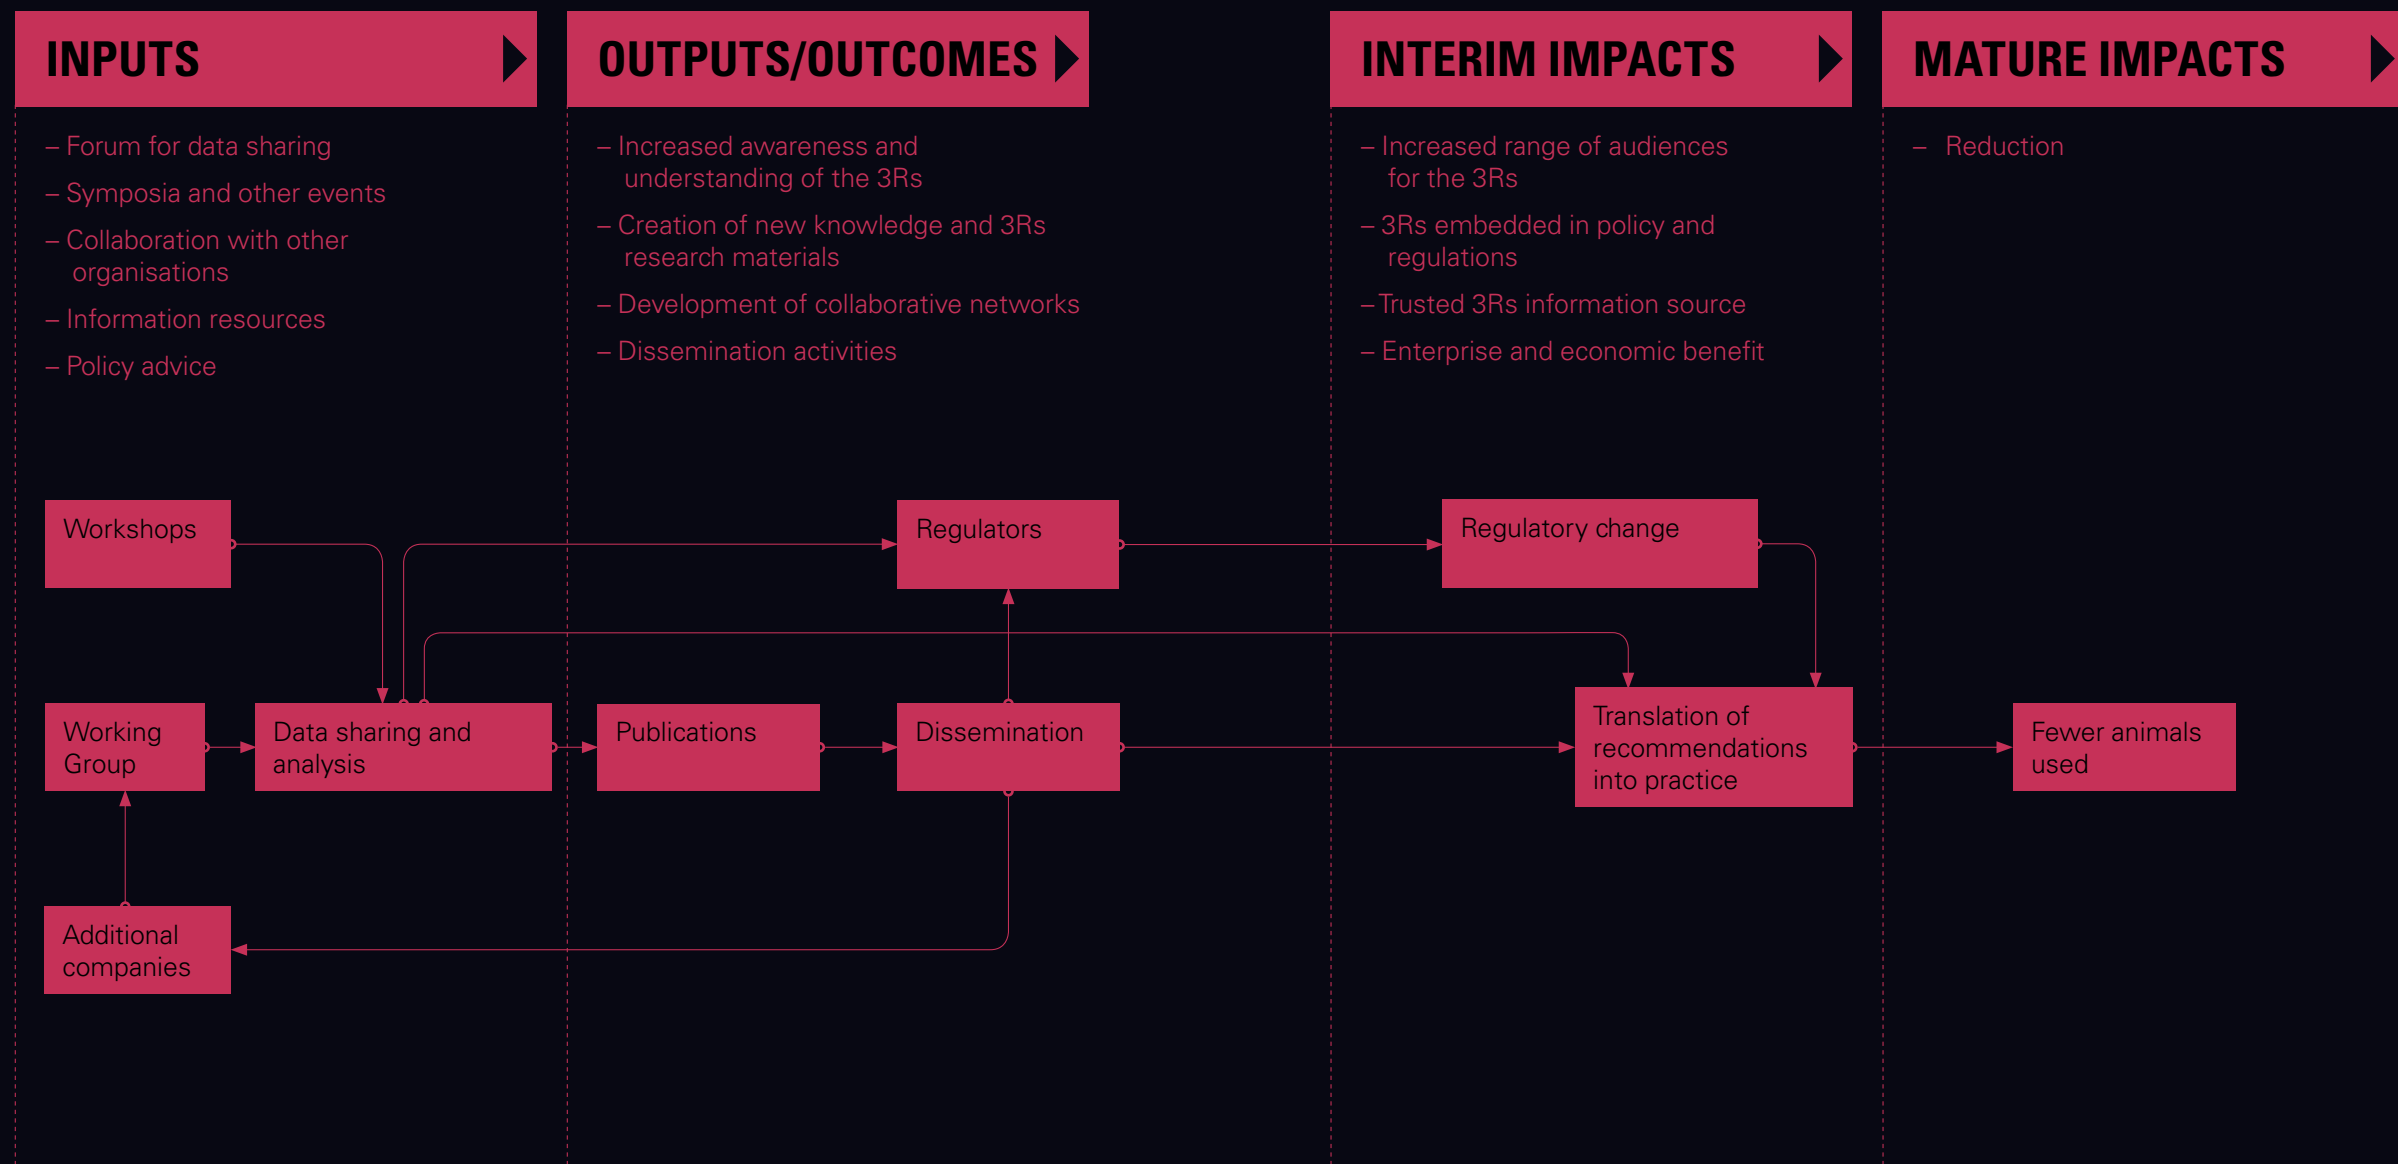 INPUTS
– Forum for data sharing
– Symposia and other events
– Collaboration with other
organisations
– Information resources
– Policy advice
OUTPUTS/OUTCOMES
– Increased awareness and
understanding of the 3Rs
– Creation of new knowledge and 3Rs
research materials
– Development of collaborative networks
– Dissemination activities
INTERIM IMPACTS
– Increased range of audiences
for the 3Rs
– 3Rs embedded in policy and
regulations
– Trusted 3Rs information source
– Enterprise and economic benefit
MATURE IMPACTS
– Reduction
Workshops
Regulators
Regulatory change
Working
Group
Data sharing and
analysis
Publications
Dissemination
Translation of
recommendations
into practice
Fewer animals
used
Additional
companies